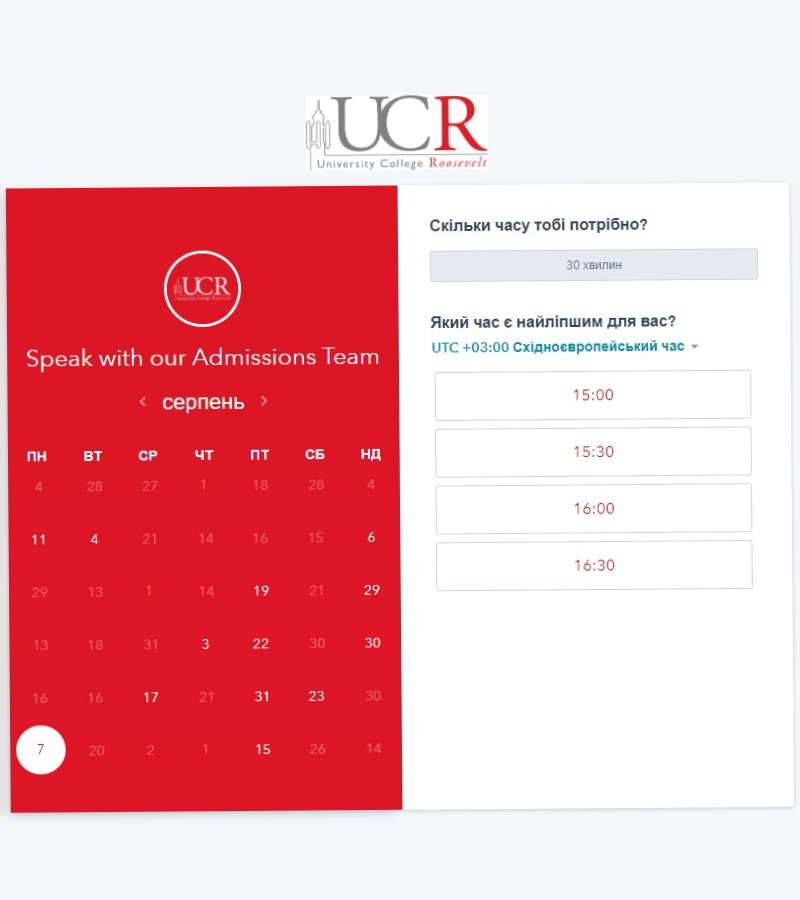 UCR
University College Roosevelt
UCR
Speak with our Admissions Team
серпень
ПН ВТ СР ЧТ ПТ СБ НД
4 28 27 1 18 28 4
11 4 21 14 16 15 6
29 13 1 14 19 21 29
13 18 31 3 22 30 30
16 16 17 21 31 23 30
7 20 2 1 15 26 14
Скільки часу тобі потрібно?
30 хвилин
Який час є найліпшим для вас?
UTC +03:00 Східноєвропейський час
15:00
15:30
16:00
16:30